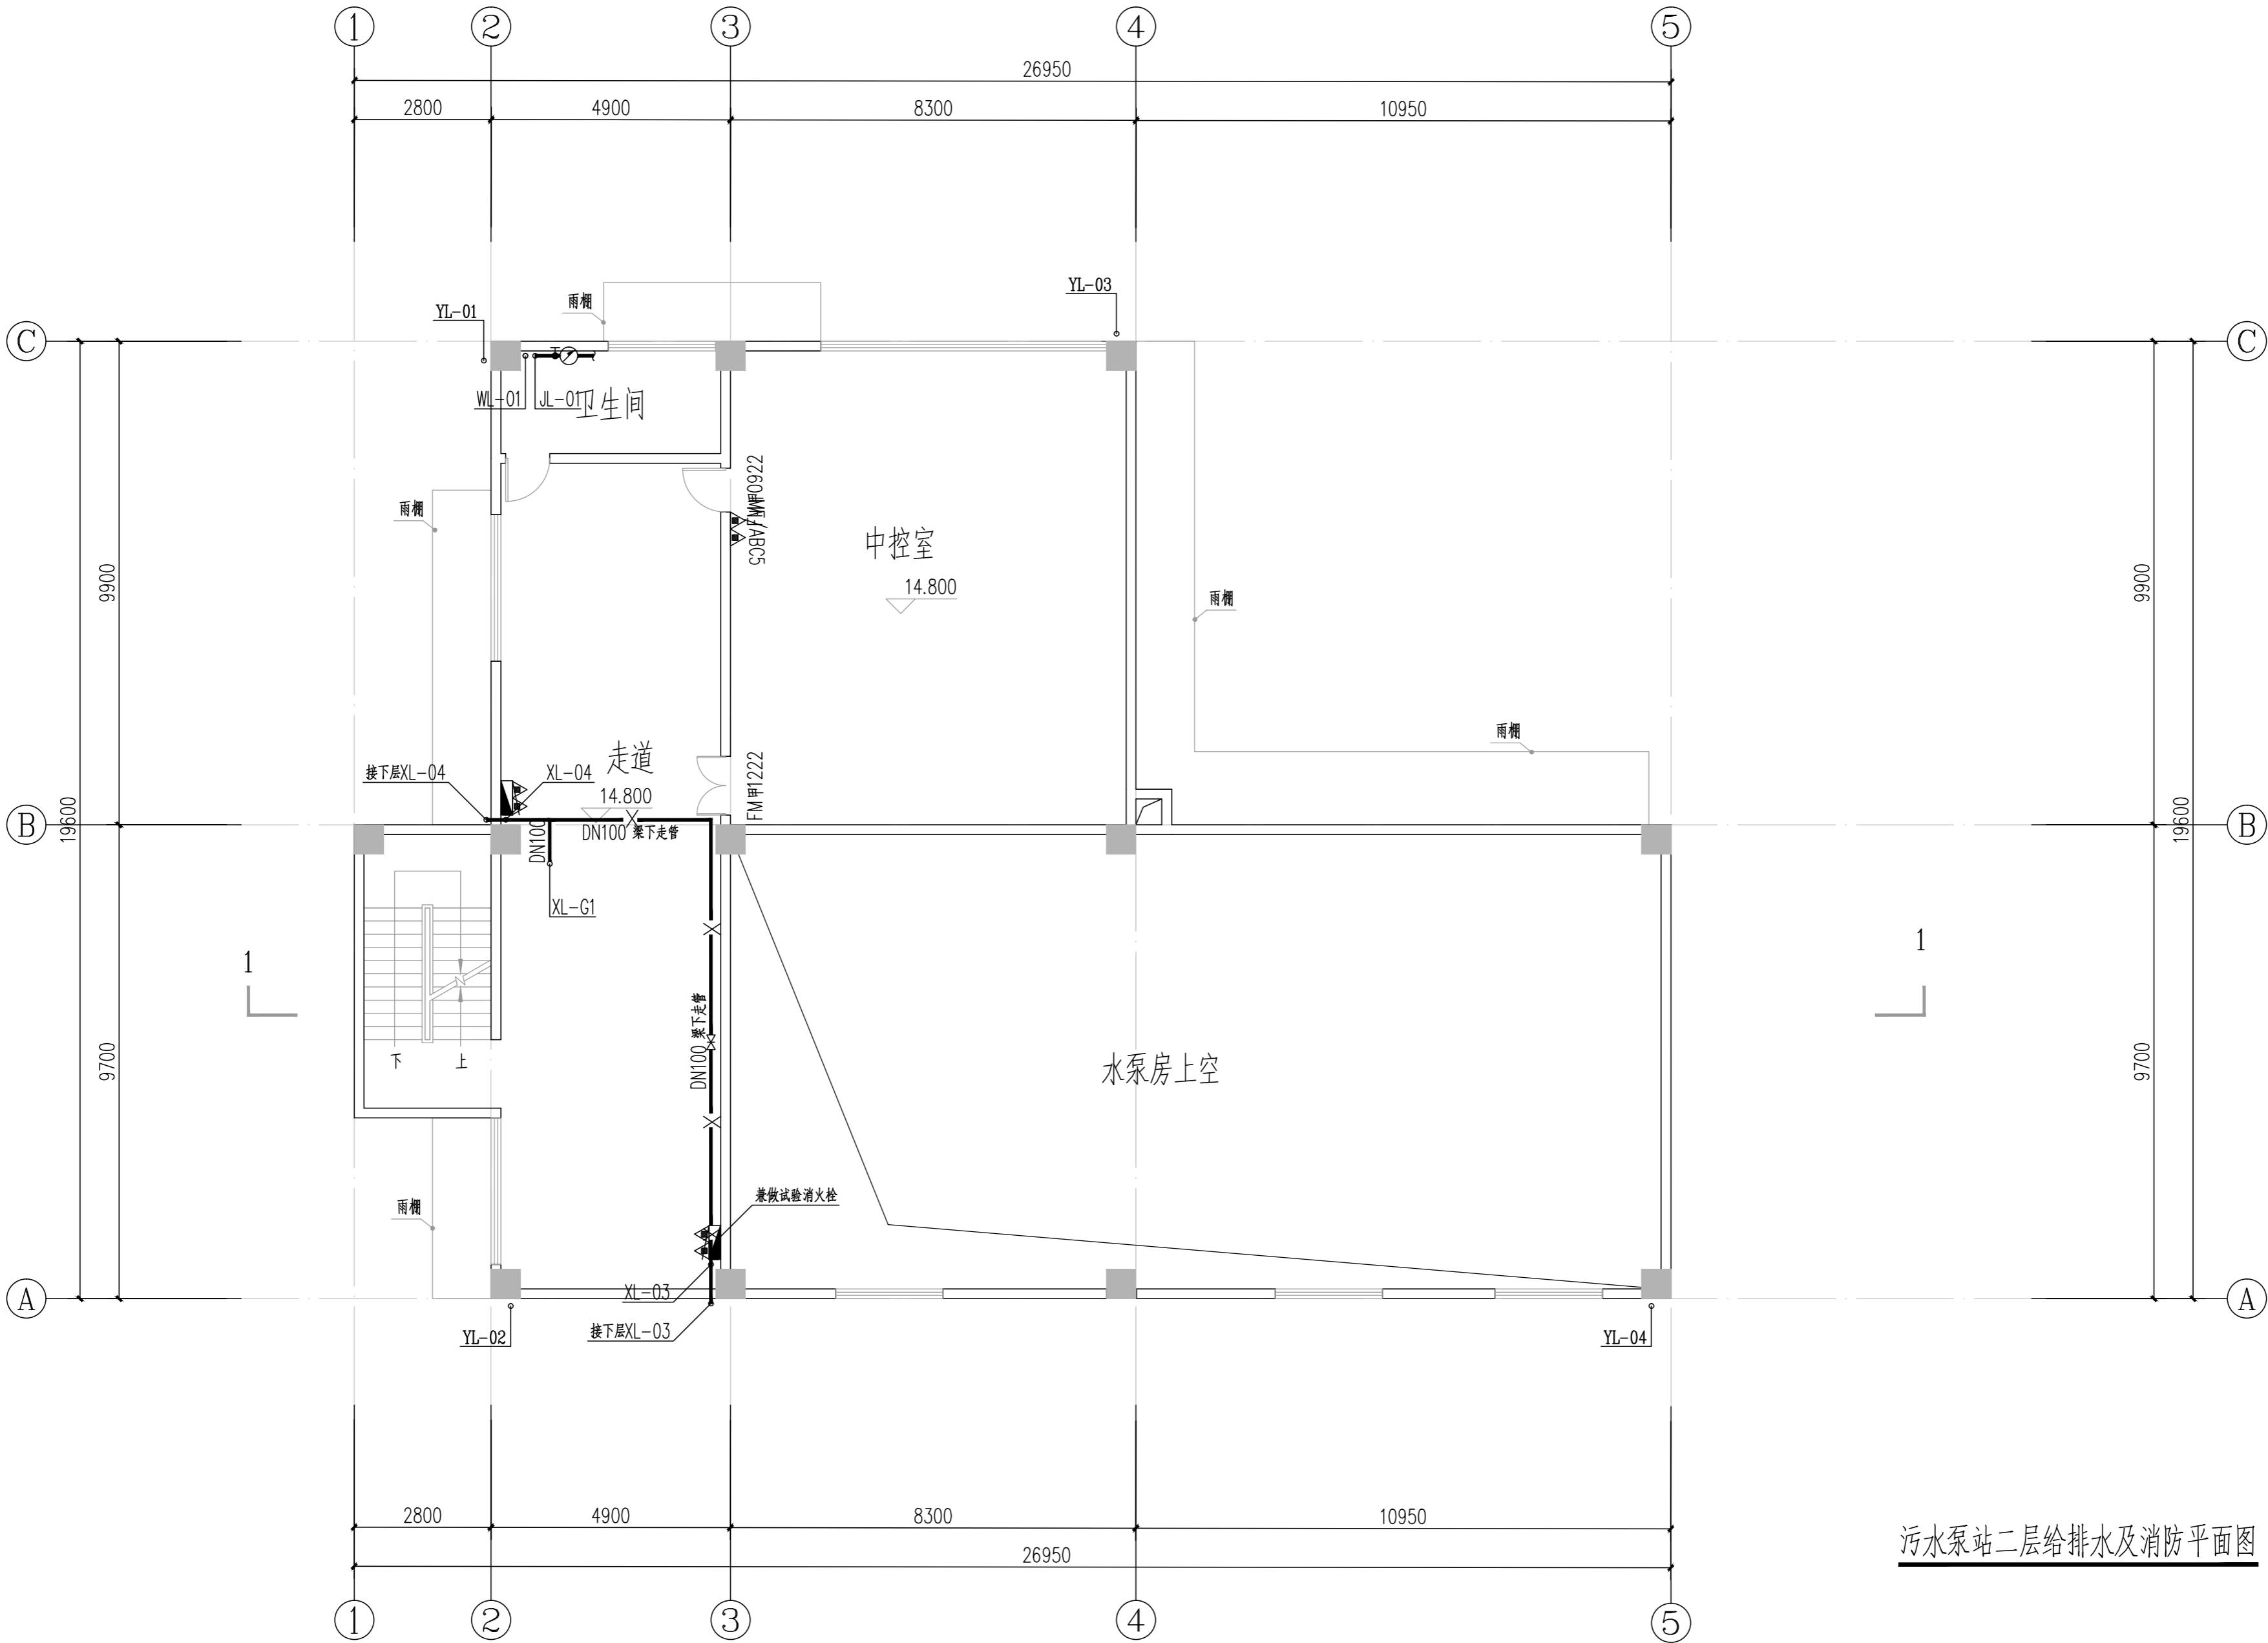 1
2
3
4
5
26950
2800
4900
8300
10950
YL-01
雨棚
YL-03
C
C
WL-01
JL-01
卫生间
雨棚
甲0922
MF/ABC5
中控室
14.800
雨棚
9900
9900
雨棚
走道
14.800
接下层XL-04
XL-04
FM甲1222
B
19600
DN100
DN100 梁下走管
19600
B
XL-G1
1
1
下
上
DN100 梁下走管
水泵房上空
9700
9700
雨棚
兼做试验消火栓
XL-03
接下层XL-03
A
A
YL-02
YL-04
2800
4900
8300
10950
26950
污水泵站二层给排水及消防平面图
1
2
3
4
5